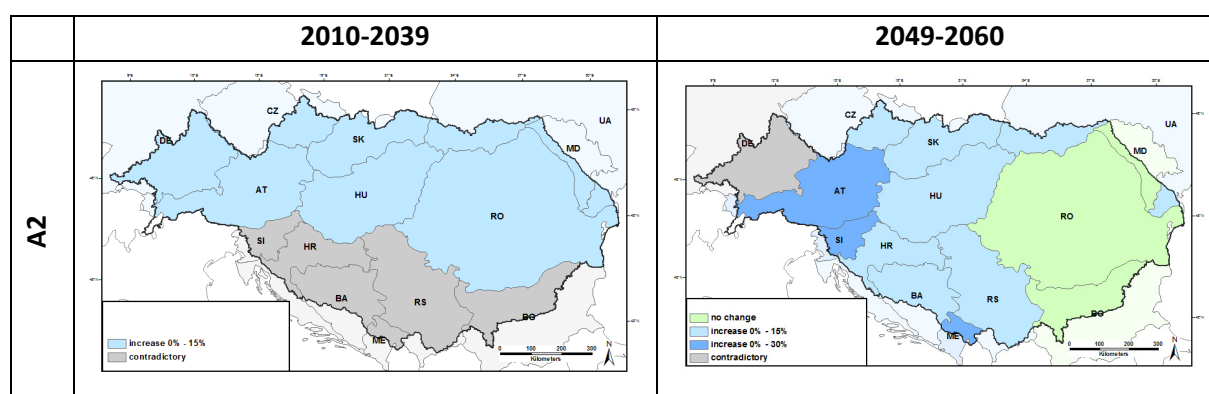 2010-2039
2049-2060
A2
CZ
UA
DE
SK
MD
AT
HU
RO
SI
HR
BA
RS
BG
ME
increase 0% - 15%
contradictory
0 100 200 300
Kilometers
N
CZ
UA
DE
SK
MD
AT
HU
RO
SI
HR
BA
RS
BG
ME
no change
increase 0% - 15%
increase 0% - 30%
contradictory
0 100 200 300
Kilometers
N